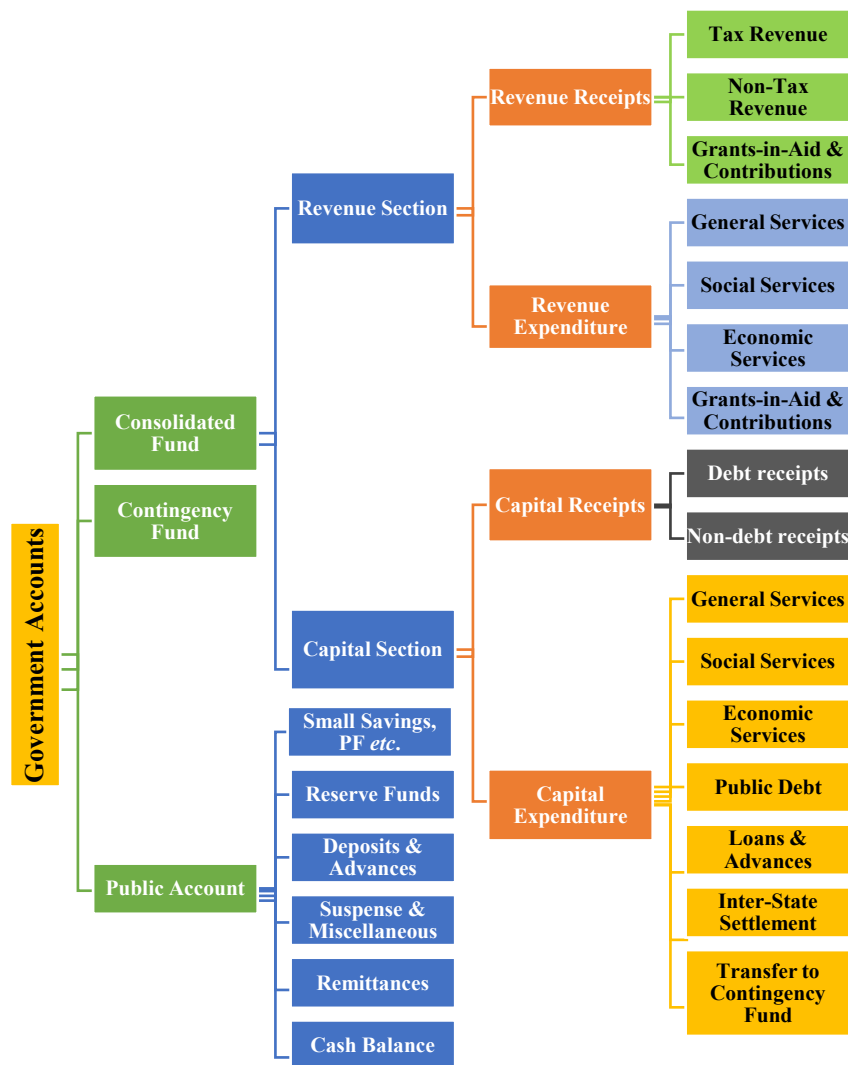 Government Accounts
Consolidated
Fund
Contingency
Fund
Public Account
Revenue Section
Capital Section
Small Savings,
PF etc.
Reserve Funds
Deposits &
Advances
Suspense &
Miscellaneous
Remittances
Cash Balance
Revenue Receipts
Revenue
Expenditure
Capital Receipts
Capital
Expenditure
Tax Revenue
Non-Tax
Revenue
Grants-in-Aid &
Contributions
General Services
Social Services
Economic
Services
Grants-in-Aid &
Contributions
Debt receipts
Non-debt receipts
General Services
Social Services
Economic
Services
Public Debt
Loans &
Advances
Inter-State
Settlement
Transfer to
Contingency
Fund